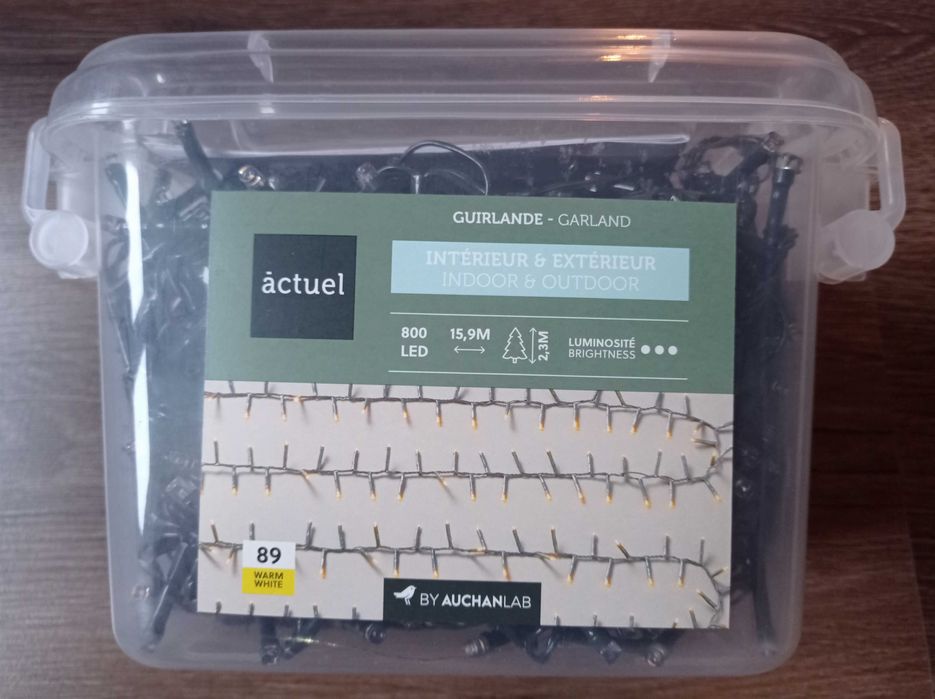 GUIRLANDE - GARLAND
āctuel
INTÉRIEUR & EXTÉRIEUR
INDOOR & OUTDOOR
800
LED
15,9M
2,3M
LUMINOSITÉ
BRIGHTNESS
89
WARM
WHITE
BY AUCHANLAB